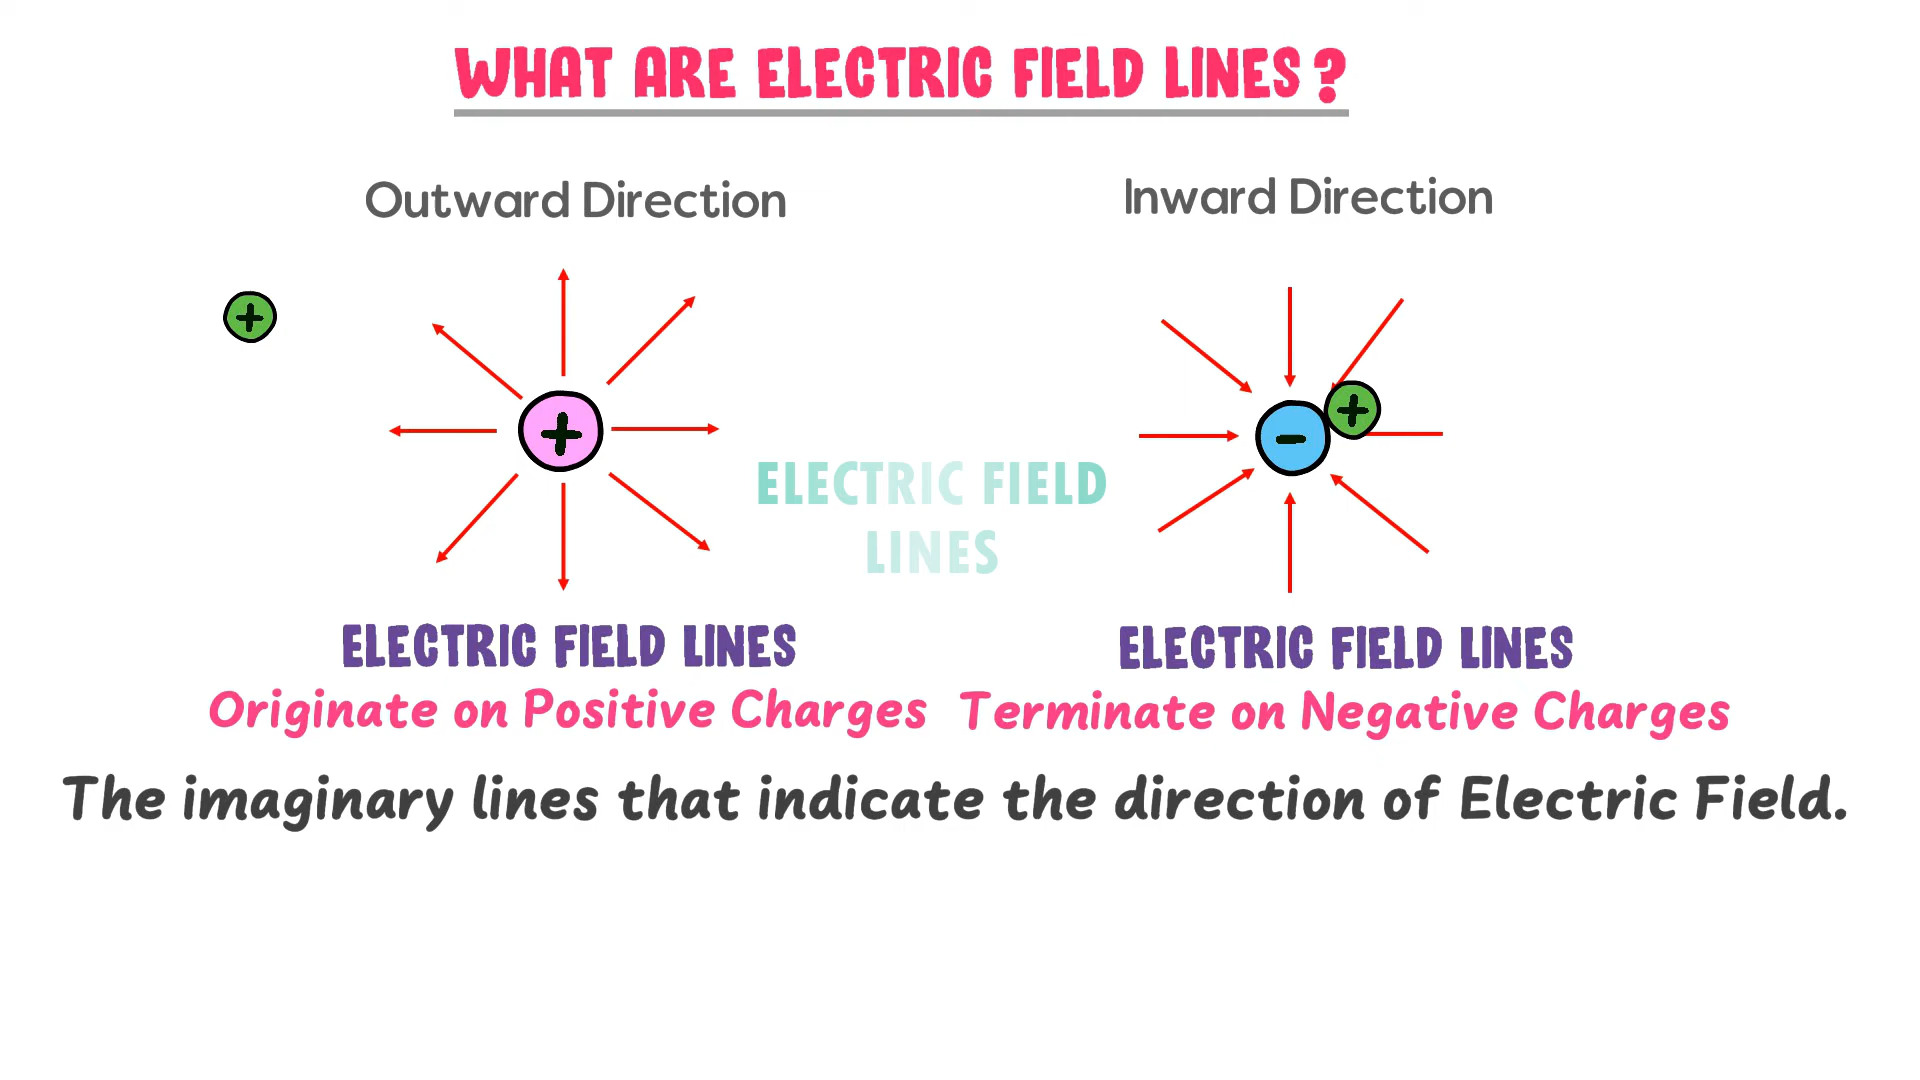 WHAT ARE ELECTRIC FIELD LINES?
Outward Direction
Inward Direction
+
+
-
+
ELECTRIC FIELD
LINES
ELECTRIC FIELD LINES
Originate on Positive Charges
ELECTRIC FIELD LINES
Terminate on Negative Charges
The imaginary lines that indicate the direction of Electric Field.